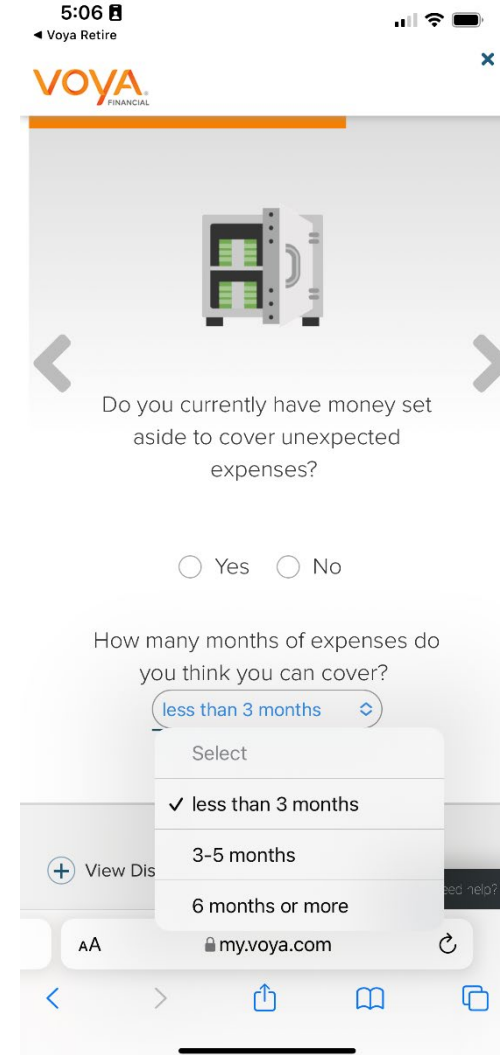 5:06
◀ Voya Retire
VOYA
FINANCIAL
Do you currently have money set
aside to cover unexpected
expenses?
Yes No
How many months of expenses do
you think you can cover?
less than 3 months
Select
✓ less than 3 months
3-5 months
6 months or more
View Dis
eed help?
AA my.voya.com